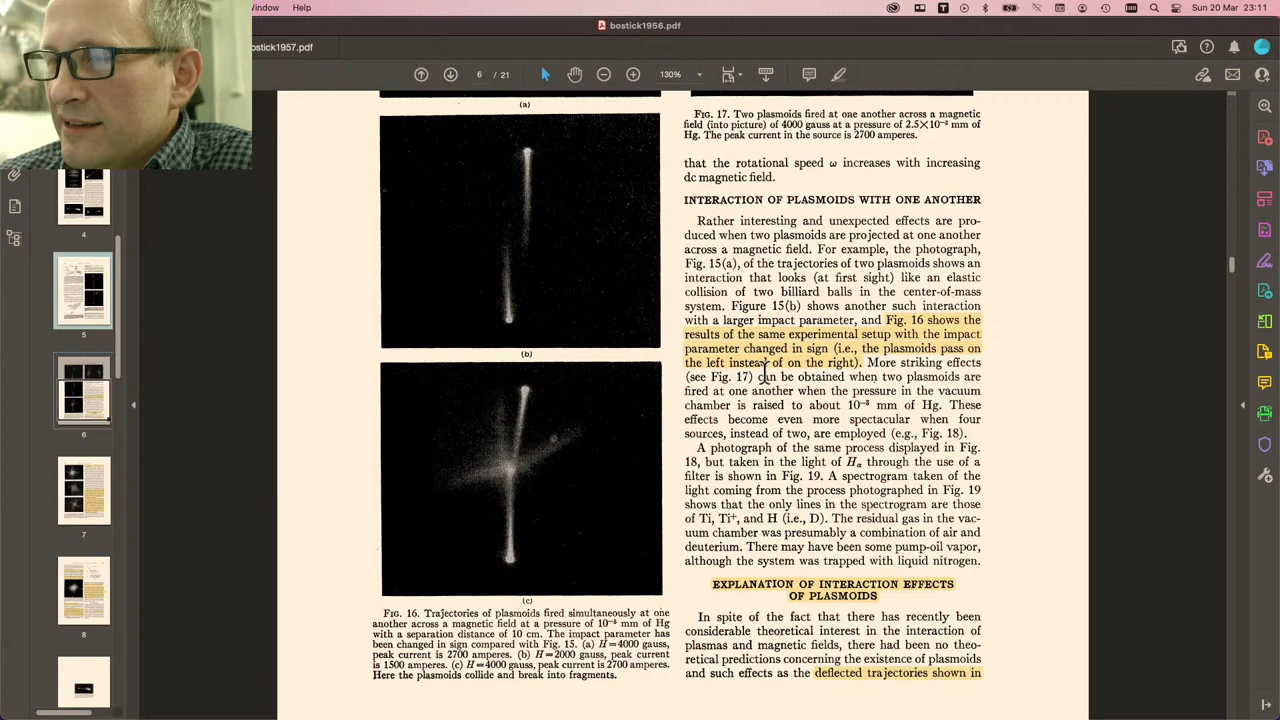 Sun 20 Mar 23:11
bostick1956.pdf
ostick1957.pdf
6 / 21
130%
4
5
6
7
8
(a)
(b)
(c)
FIG. 16. Trajectories of plasmoids fired simultaneously at one
another across a magnetic field at a pressure of 10⁻⁵ mm of Hg
with a separation distance of 10 cm. The impact parameter has
been changed in sign compared with Fig. 15. (a) H=4000 gauss,
peak current is 2700 amperes. (b) H=2000 gauss, peak current
is 1500 amperes. (c) H=4000 gauss, peak current is 2700 amperes.
Here the plasmoids collide and break into fragments.
FIG. 17. Two plasmoids fired at one another across a magnetic
field (into picture) of 4000 gauss at a pressure of
Hg. The peak current in the source is 2700 amperes.
that the rotational speed ω increases with increasing
dc magnetic field.
INTERACTION OF PLASMOIDS WITH ONE ANOTHER
Rather interesting and unexpected effects are pro-
duced when two plasmoids are projected at one another
across a magnetic field. For example, the photograph,
Fig. 15(a), of the trajectories of two plasmoids shows an
interaction that looks (at first sight) like an elastic
collision of two billiard balls in the center-of-mass
system. Figure 15(b) shows another such interaction
with a larger impact parameter, and Fig. 16 shows the
results of the same experimental setup with the impact
parameter changed in sign (i.e., the plasmoids pass on
the left instead of on the right). More striking effects
(see Fig. 17) can be obtained when two plasmoids are
fired at one another when the pressure in the vacuum
chamber is raised to about mm of Hg. These
effects become even more spectacular when four
sources, instead of two, are employed (e.g., Fig. 18).
A photograph of the same process displayed in Fig.
18, but taken in the light of Hα through the use of a
filter is shown in Fig. 19. A spectrogram taken of the
light coming from the process photographed in Fig. 19
shows that the only lines in the spectrogram are those
of Ti, Ti⁺, and H (i.e., D). The residual gas in the vac-
uum chamber was presumably a combination of air and
deuterium. There may have been some pump-oil vapor,
although the system was trapped with liquid nitrogen.
EXPLANATION OF INTERACTION EFFECTS
OF PLASMOIDS
In spite of the fact that there has recently been
considerable theoretical interest in the interaction of
plasmas and magnetic fields, there had been no theo-
retical predictions concerning the existence of plasmoids
and such effects as the deflected trajectories shown in